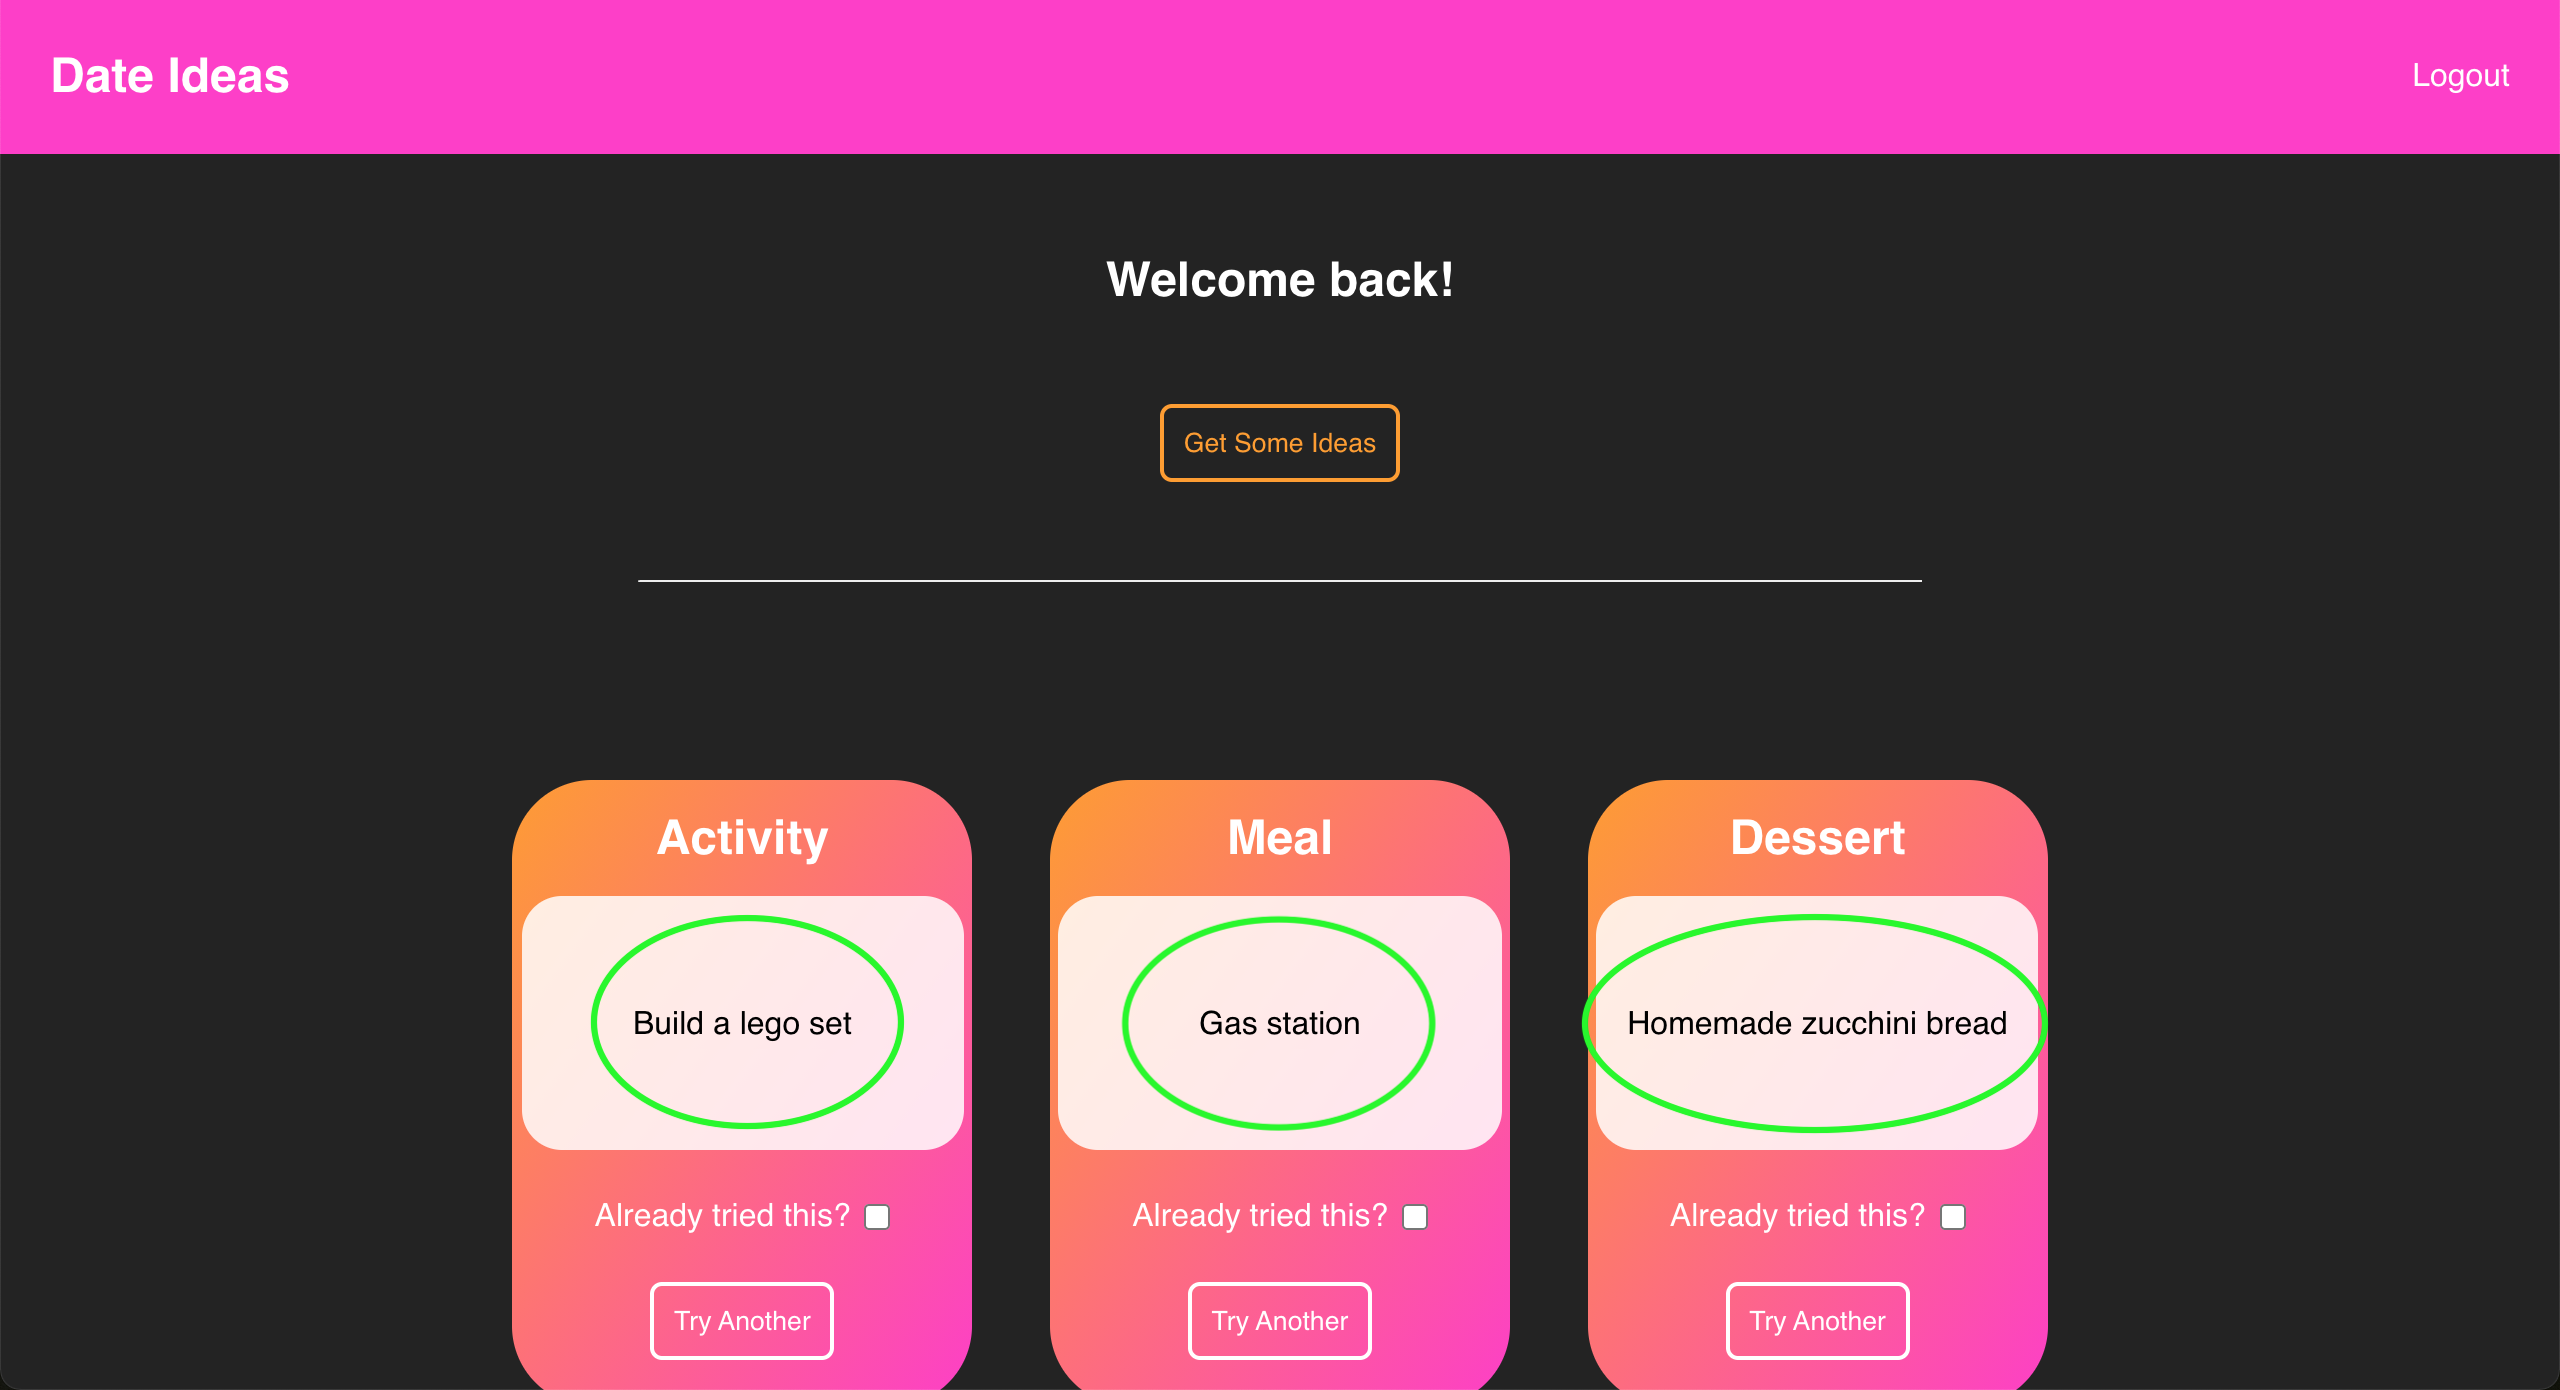 Date Ideas
Logout
Welcome back!
Get Some Ideas
Activity
Build a lego set
Already tried this?
Try Another
Meal
Gas station
Already tried this?
Try Another
Dessert
Homemade zucchini bread
Already tried this?
Try Another